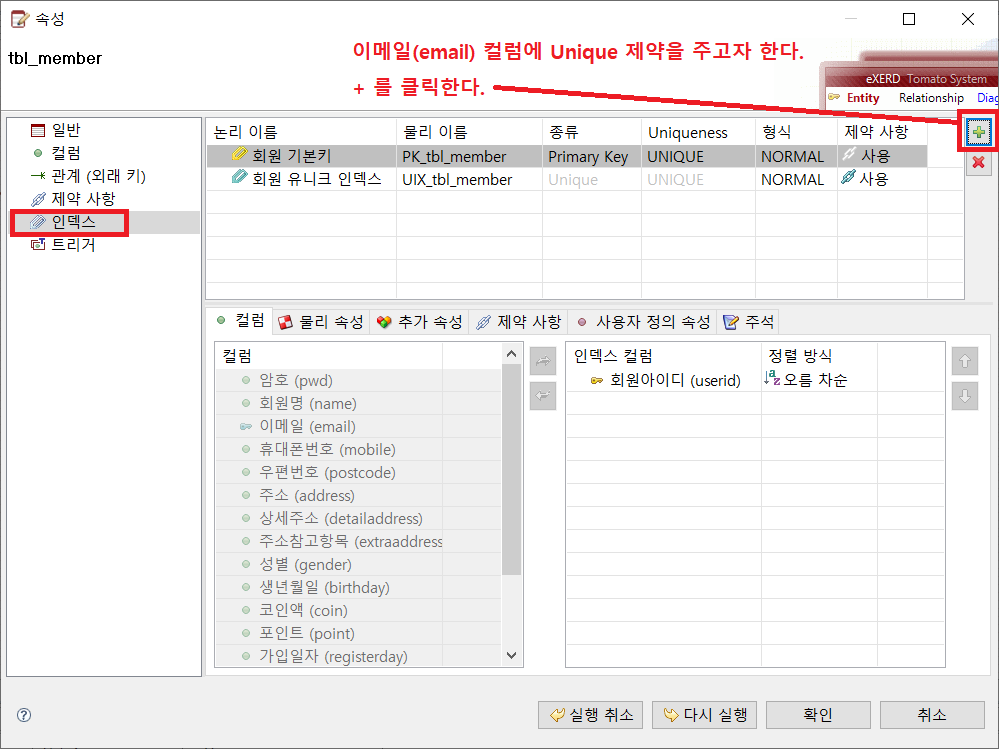 속성
tbl_member
이메일(email) 컬럼에 Unique 제약을 주고자 한다.
+ 를 클릭한다.
eXERD Tomato System
Entity Relationship Diag
일반
컬럼
관계 (외래 키)
제약 사항
인덱스
트리거
논리 이름 물리 이름 종류 Uniqueness 형식 제약 사항
회원 기본키 PK_tbl_member Primary Key UNIQUE NORMAL 사용
회원 유니크 인덱스 UIX_tbl_member Unique UNIQUE NORMAL 사용
컬럼 물리 속성 추가 속성 제약 사항 사용자 정의 속성 주석
컬럼
암호 (pwd)
회원명 (name)
이메일 (email)
휴대폰번호 (mobile)
우편번호 (postcode)
주소 (address)
상세주소 (detailaddress)
주소참고항목 (extraaddress
성별 (gender)
생년월일 (birthday)
코인액 (coin)
포인트 (point)
가입일자 (registerday)
인덱스 컬럼 정렬 방식
회원아이디 (userid) 오름 차순
실행 취소 다시 실행 확인 취소